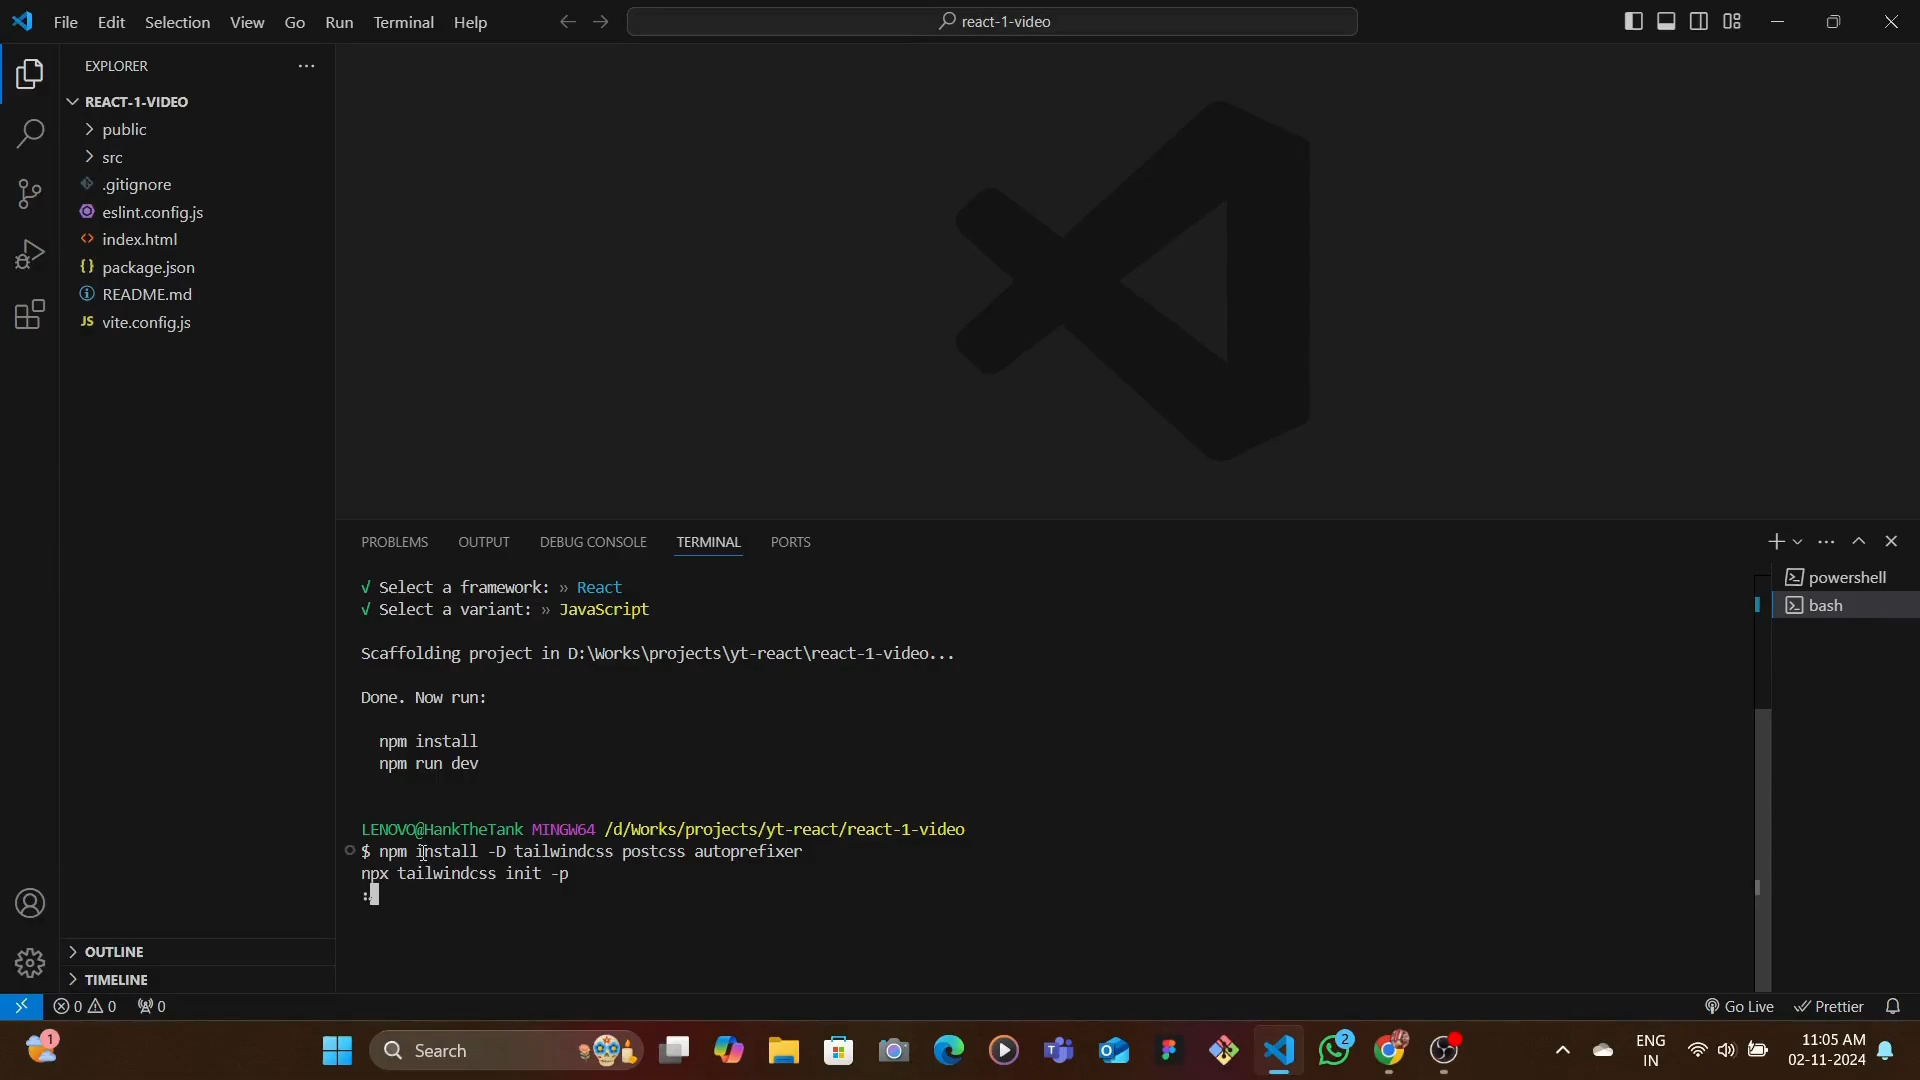 File Edit Selection View Go Run Terminal Help
react-1-video
EXPLORER
REACT-1-VIDEO
public
src
.gitignore
eslint.config.js
index.html
{} package.json
README.md
JS vite.config.js
PROBLEMS OUTPUT DEBUG CONSOLE TERMINAL PORTS
powershell
bash
√ Select a framework: » React
√ Select a variant: » JavaScript
Scaffolding project in D:\Works\projects\yt-react\react-1-video...
Done. Now run:
npm install
npm run dev
LENOVO@HankTheTank MINGW64 /d/Works/projects/yt-react/react-1-video
$ npm install -D tailwindcss postcss autoprefixer
npx tailwindcss init -p
OUTLINE
TIMELINE
0 0 0
Go Live Prettier
1
Search
2
ENG
IN
11:05 AM
02-11-2024